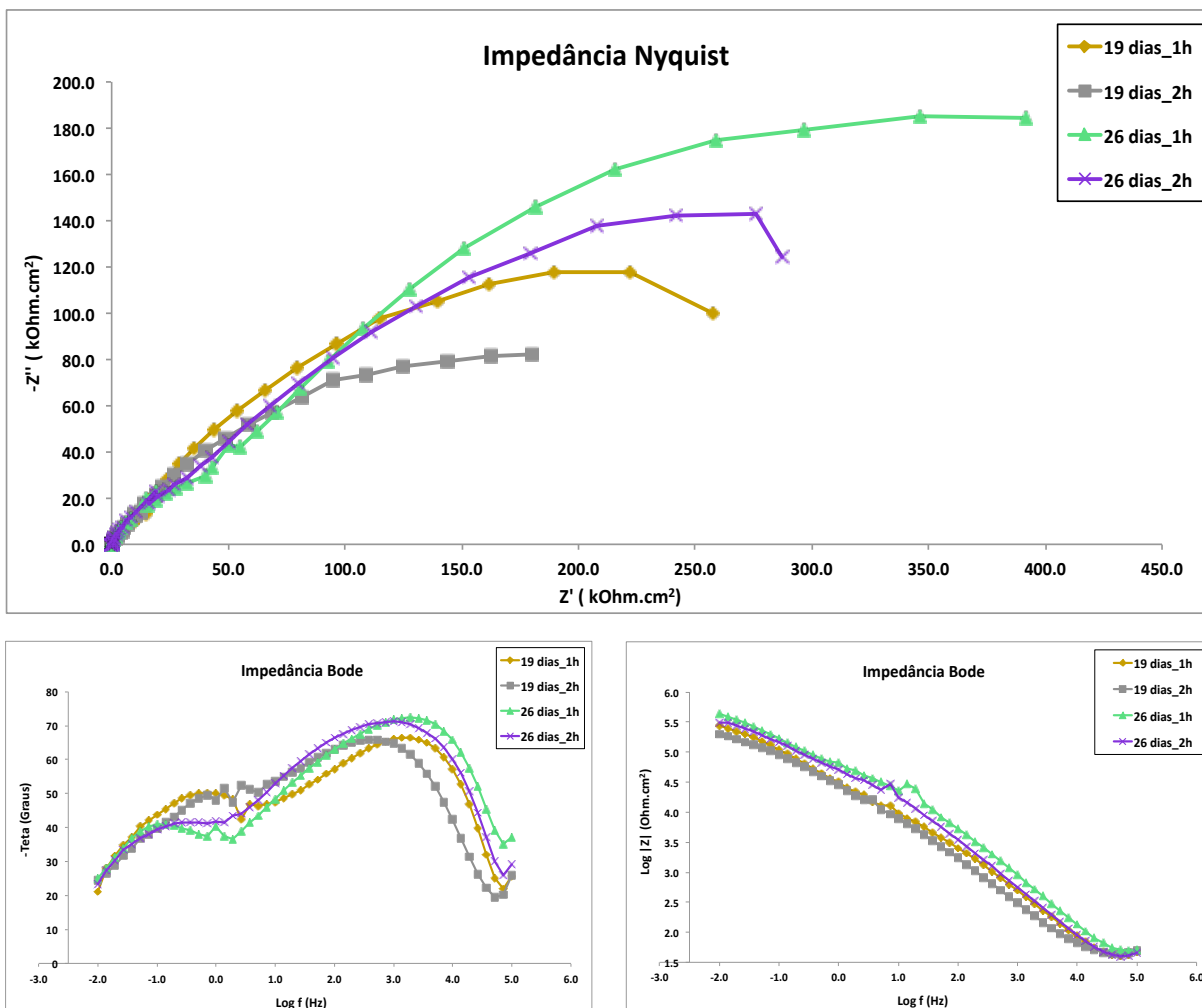 Impedância Nyquist
19 dias_1h
19 dias_2h
26 dias_1h
26 dias_2h
200.0
180.0
160.0
140.0
120.0
100.0
80.0
60.0
40.0
20.0
0.0
-Z'' ( kOhm.cm²)
0.0 50.0 100.0 150.0 200.0 250.0 300.0 350.0 400.0 450.0
Z' ( kOhm.cm²)
Impedância Bode
19 dias_1h
19 dias_2h
26 dias_1h
26 dias_2h
80
70
60
50
40
30
20
10
0
-Teta (Graus)
-3.0 -2.0 -1.0 0.0 1.0 2.0 3.0 4.0 5.0 6.0
Log f (Hz)
Impedância Bode
19 dias_1h
19 dias_2h
26 dias_1h
26 dias_2h
6.0
5.5
5.0
4.5
4.0
3.5
3.0
2.5
2.0
1.5
Log |Z| (Ohm.cm²)
-3.0 -2.0 -1.0 0.0 1.0 2.0 3.0 4.0 5.0 6.0
Log f (Hz)